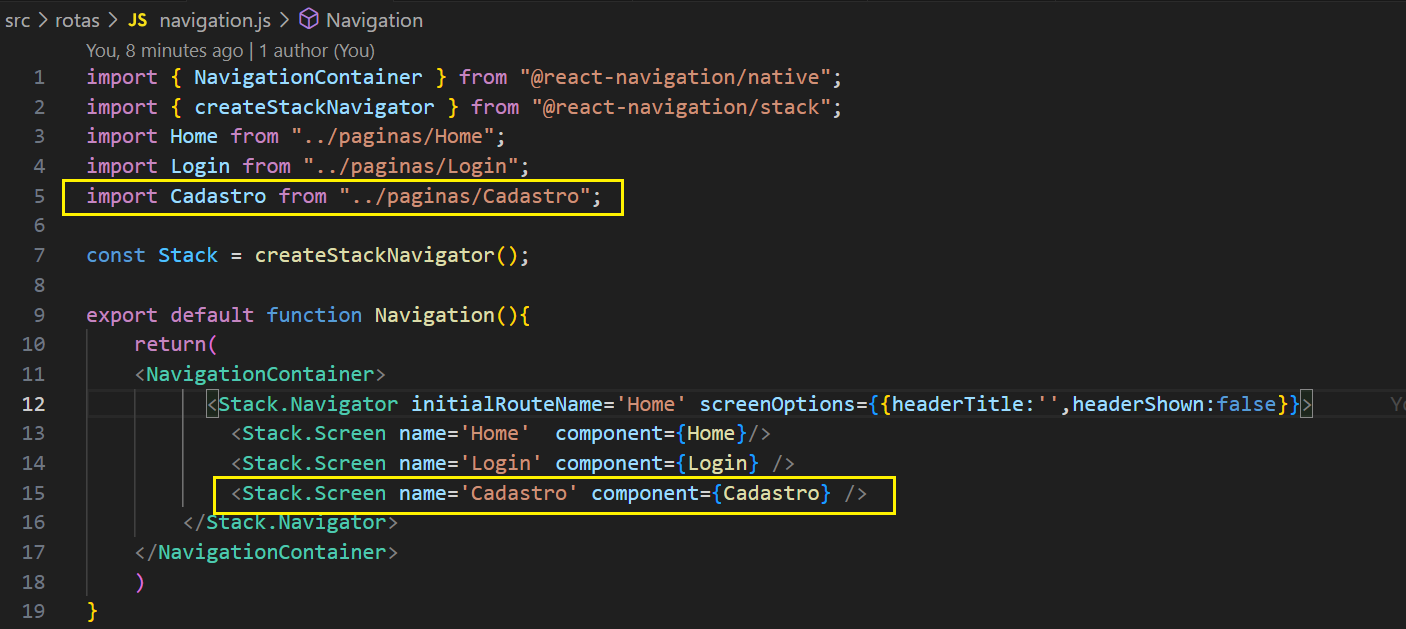 src > rotas > JS navigation.js > Navigation
You, 8 minutes ago | 1 author (You)
1 import { NavigationContainer } from "@react-navigation/native";
2 import { createStackNavigator } from "@react-navigation/stack";
3 import Home from "../paginas/Home";
4 import Login from "../paginas/Login";
5 import Cadastro from "../paginas/Cadastro";
6
7 const Stack = createStackNavigator();
8
9 export default function Navigation(){
10 return(
11 <NavigationContainer>
12 <Stack.Navigator initialRouteName='Home' screenOptions={{headerTitle:'',headerShown:false}}>
13 <Stack.Screen name='Home'  component={Home}/>
14 <Stack.Screen name='Login' component={Login} />
15 <Stack.Screen name='Cadastro' component={Cadastro} />
16 </Stack.Navigator>
17 </NavigationContainer>
18 )
19 }